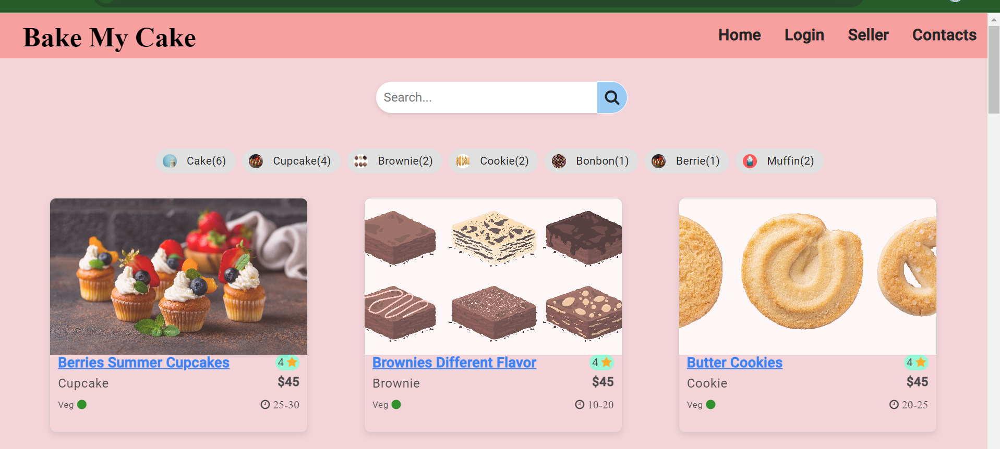 Bake My Cake
Home Login Seller Contacts
Search...
Cake(6) Cupcake(4) Brownie(2) Cookie(2) Bonbon(1) Berrie(1) Muffin(2)
Berries Summer Cupcakes 4
Cupcake $45
Veg 25-30
Brownies Different Flavor 4
Brownie $45
Veg 10-20
Butter Cookies 4
Cookie $45
Veg 20-25